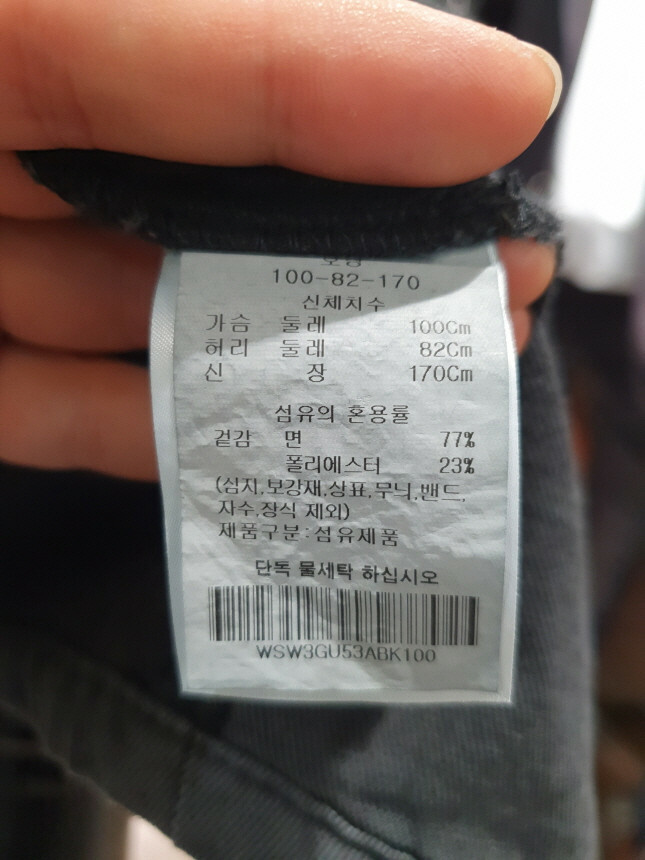 호칭
100-82-170
신체치수
가슴 둘레 100Cm
허리 둘레 82Cm
신 장 170Cm
섬유의 혼용률
겉감 면 77%
폴리에스터 23%
(심지,보강재,상표,무늬,밴드,
자수,장식 제외)
제품구분:섬유제품
단독 물세탁 하십시오
WSW3GU53ABK100